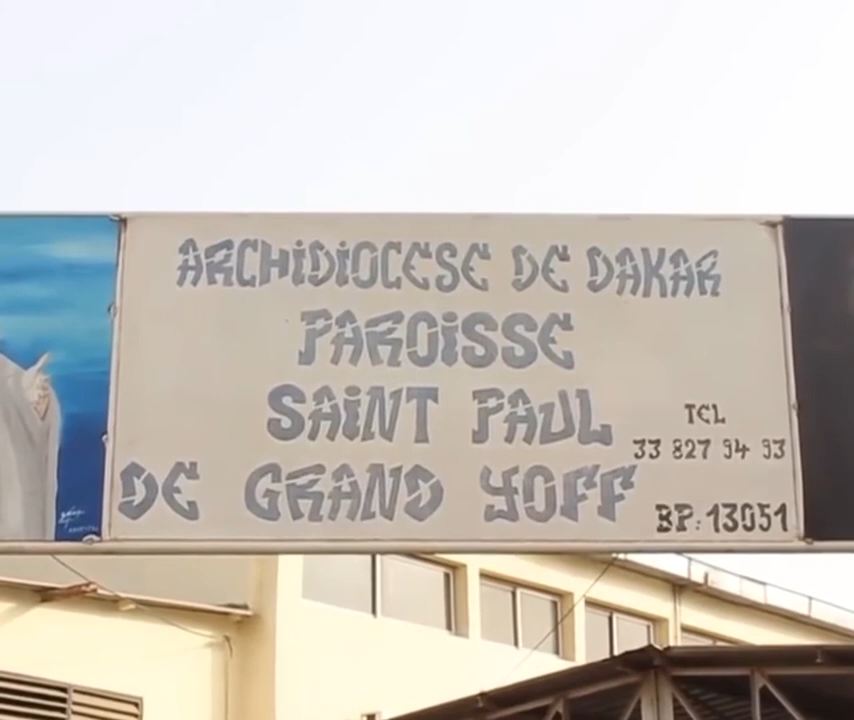 ARCHiDiOCESE DE DAKAR
PAROiSSE
SAiNT PAUL
DE GRAND YOFF
TEL
33 827 94 93
BP: 13051